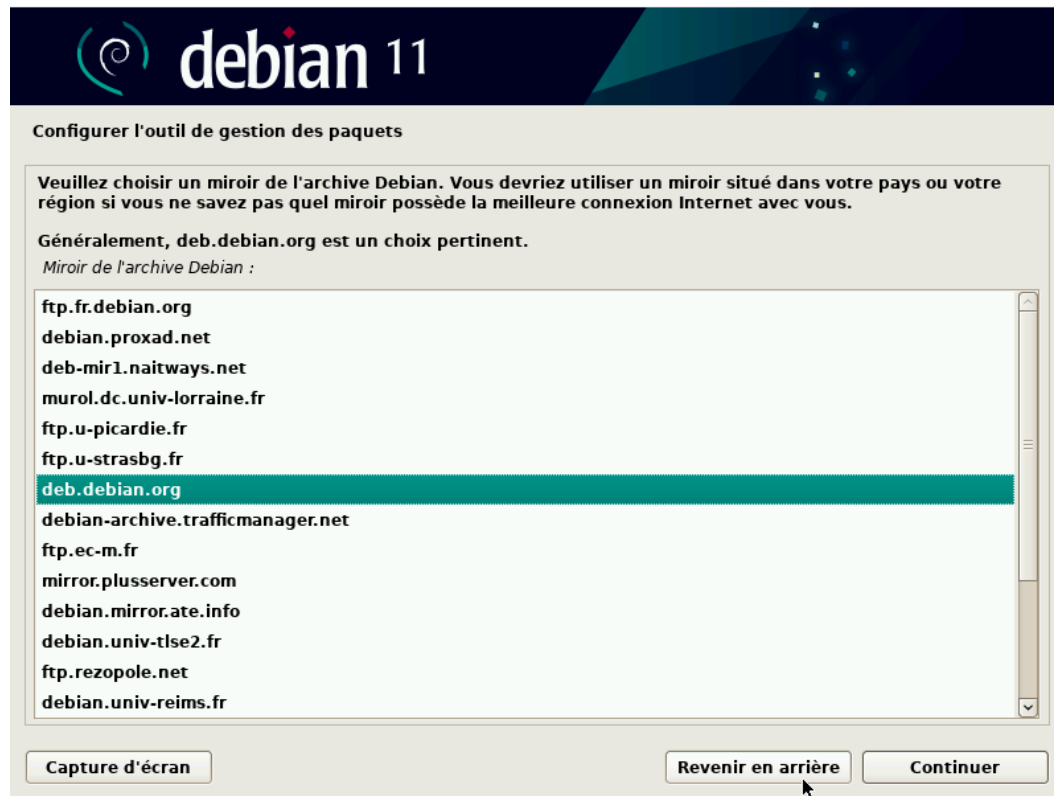 debian 11
Configurer l'outil de gestion des paquets
Veuillez choisir un miroir de l'archive Debian. Vous devriez utiliser un miroir situé dans votre pays ou votre
région si vous ne savez pas quel miroir possède la meilleure connexion Internet avec vous.
Généralement, deb.debian.org est un choix pertinent.
Miroir de l'archive Debian :
ftp.fr.debian.org
debian.proxad.net
deb-mir1.naitways.net
murol.dc.univ-lorraine.fr
ftp.u-picardie.fr
ftp.u-strasbg.fr
deb.debian.org
debian-archive.trafficmanager.net
ftp.ec-m.fr
mirror.plusserver.com
debian.mirror.ate.info
debian.univ-tlse2.fr
ftp.rezopole.net
debian.univ-reims.fr
Capture d'écran Revenir en arrière Continuer